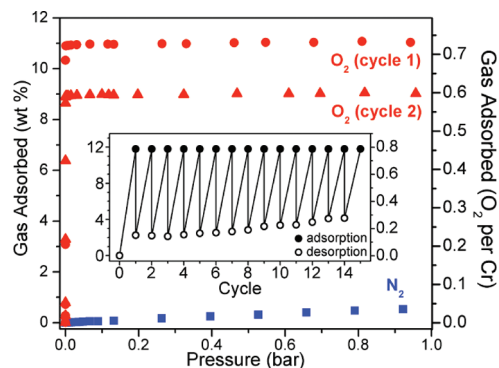 12
10
8
6
4
2
0
Gas Adsorbed (wt %)
0.7
0.6
0.5
0.4
0.3
0.2
0.1
0.0
Gas Adsorbed (O2 per Cr)
O2 (cycle 1)
O2 (cycle 2)
N2
12
8
4
0
0.8
0.6
0.4
0.2
0.0
adsorption
desorption
0 2 4 6 8 10 12 14
Cycle
0.0 0.2 0.4 0.6 0.8 1.0
Pressure (bar)